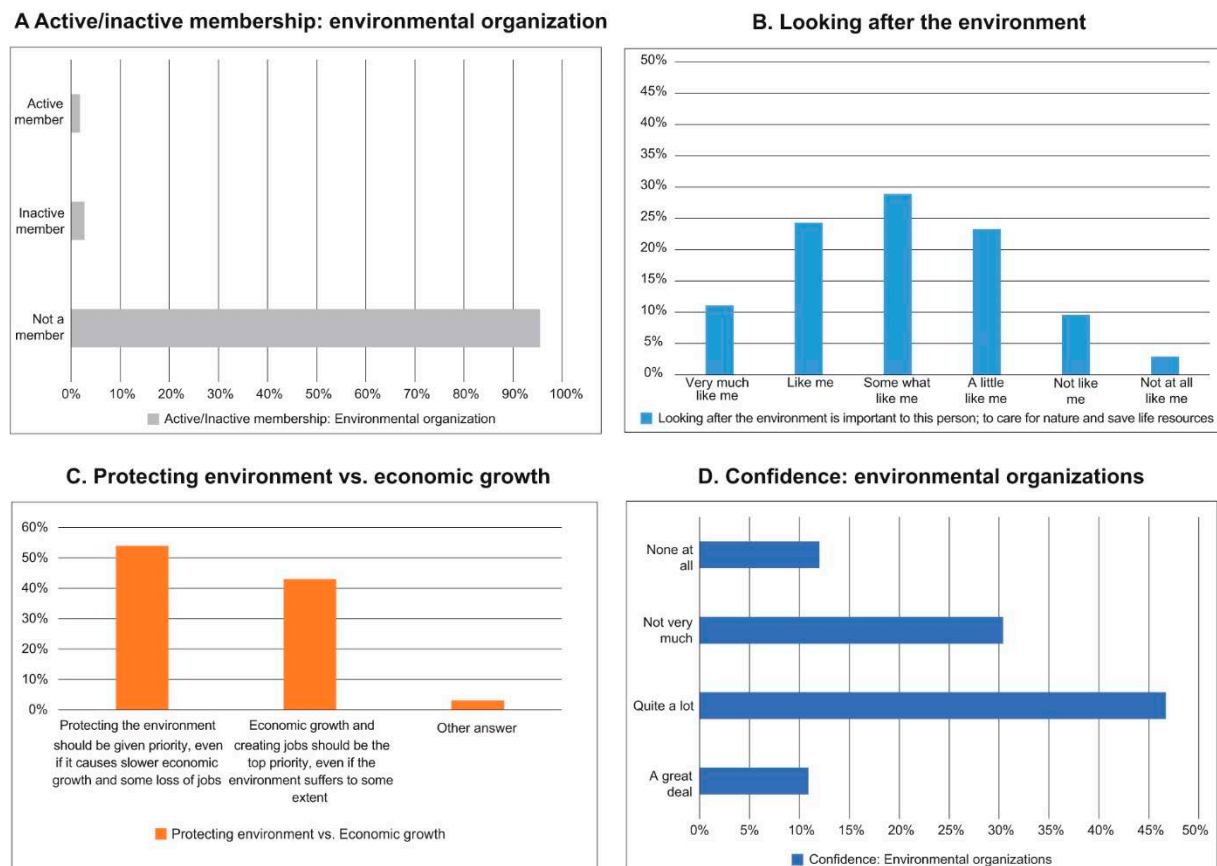 A Active/inactive membership: environmental organization
Active
member
Inactive
member
Not a
member
0% 10% 20% 30% 40% 50% 60% 70% 80% 90% 100%
Active/Inactive membership: Environmental organization
B. Looking after the environment
50%
45%
40%
35%
30%
25%
20%
15%
10%
5%
0%
Very much like me
Like me
Some what like me
A little like me
Not like me
Not at all like me
Looking after the environment is important to this person; to care for nature and save life resources
C. Protecting environment vs. economic growth
60%
50%
40%
30%
20%
10%
0%
Protecting the environment
should be given priority, even
if it causes slower economic
growth and some loss of jobs
Economic growth and
creating jobs should be the
top priority, even if the
environment suffers to some
extent
Other answer
Protecting environment vs. Economic growth
D. Confidence: environmental organizations
None at
all
Not very
much
Quite a lot
A great
deal
0% 5% 10% 15% 20% 25% 30% 35% 40% 45% 50%
Confidence: Environmental organizations